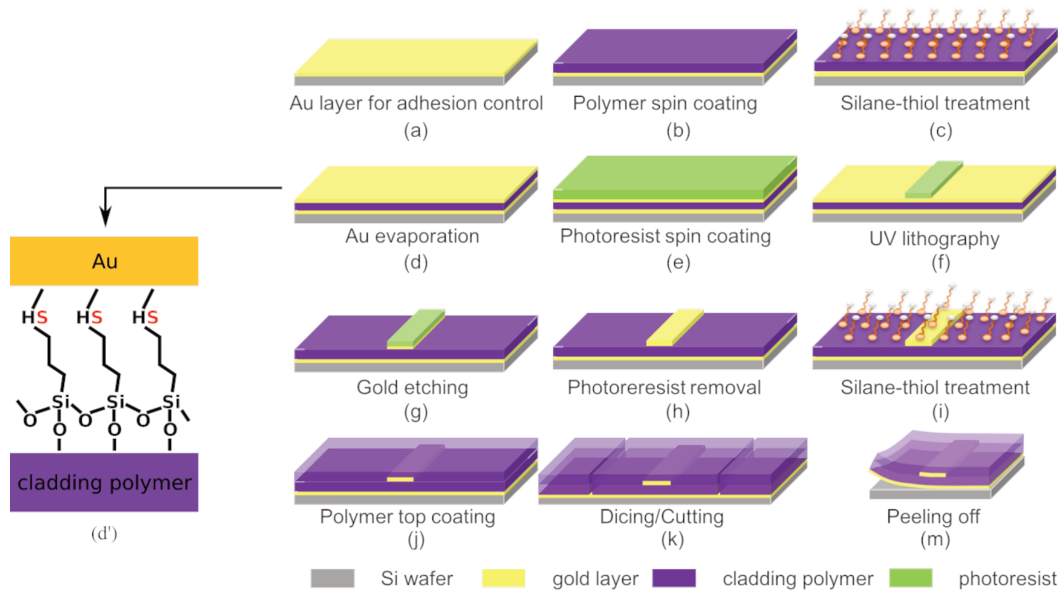 Au layer for adhesion control
(a)
Polymer spin coating
(b)
Silane-thiol treatment
(c)
Au evaporation
(d)
Photoresist spin coating
(e)
UV lithography
(f)
Au
HS HS HS
Si Si Si
O O O
O O O
cladding polymer
(d')
Gold etching
(g)
Photoreresist removal
(h)
Silane-thiol treatment
(i)
Polymer top coating
(j)
Dicing/Cutting
(k)
Peeling off
(m)
Si wafer gold layer cladding polymer photoresist